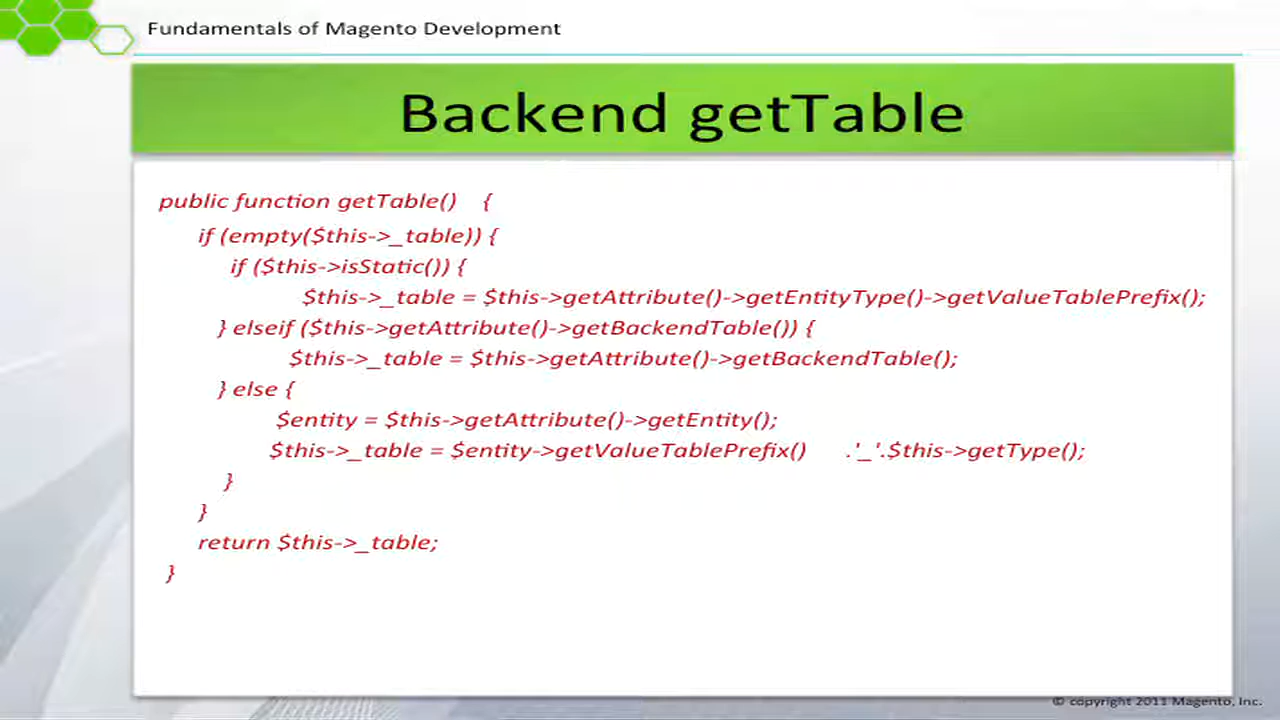 Fundamentals of Magento Development
Backend getTable
public function getTable() {
if (empty($this->_table)) {
if ($this->isStatic()) {
$this->_table = $this->getAttribute()->getEntityType()->getValueTablePrefix();
} elseif ($this->getAttribute()->getBackendTable()) {
$this->_table = $this->getAttribute()->getBackendTable();
} else {
$entity = $this->getAttribute()->getEntity();
$this->_table = $entity->getValueTablePrefix() .'_'.$this->getType();
}
}
return $this->_table;
}
© copyright 2011 Magento, Inc.